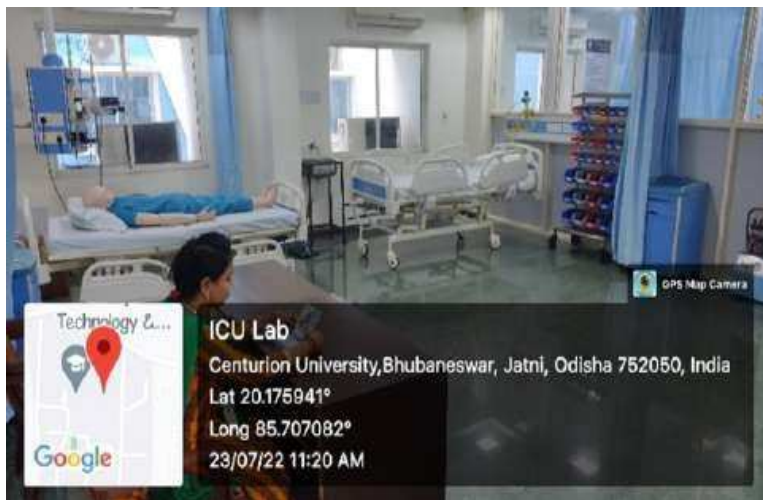 GPS Map Camera
Technology &...
Google
ICU Lab
Centurion University,Bhubaneswar, Jatni, Odisha 752050, India
Lat 20.175941°
Long 85.707082°
23/07/22 11:20 AM